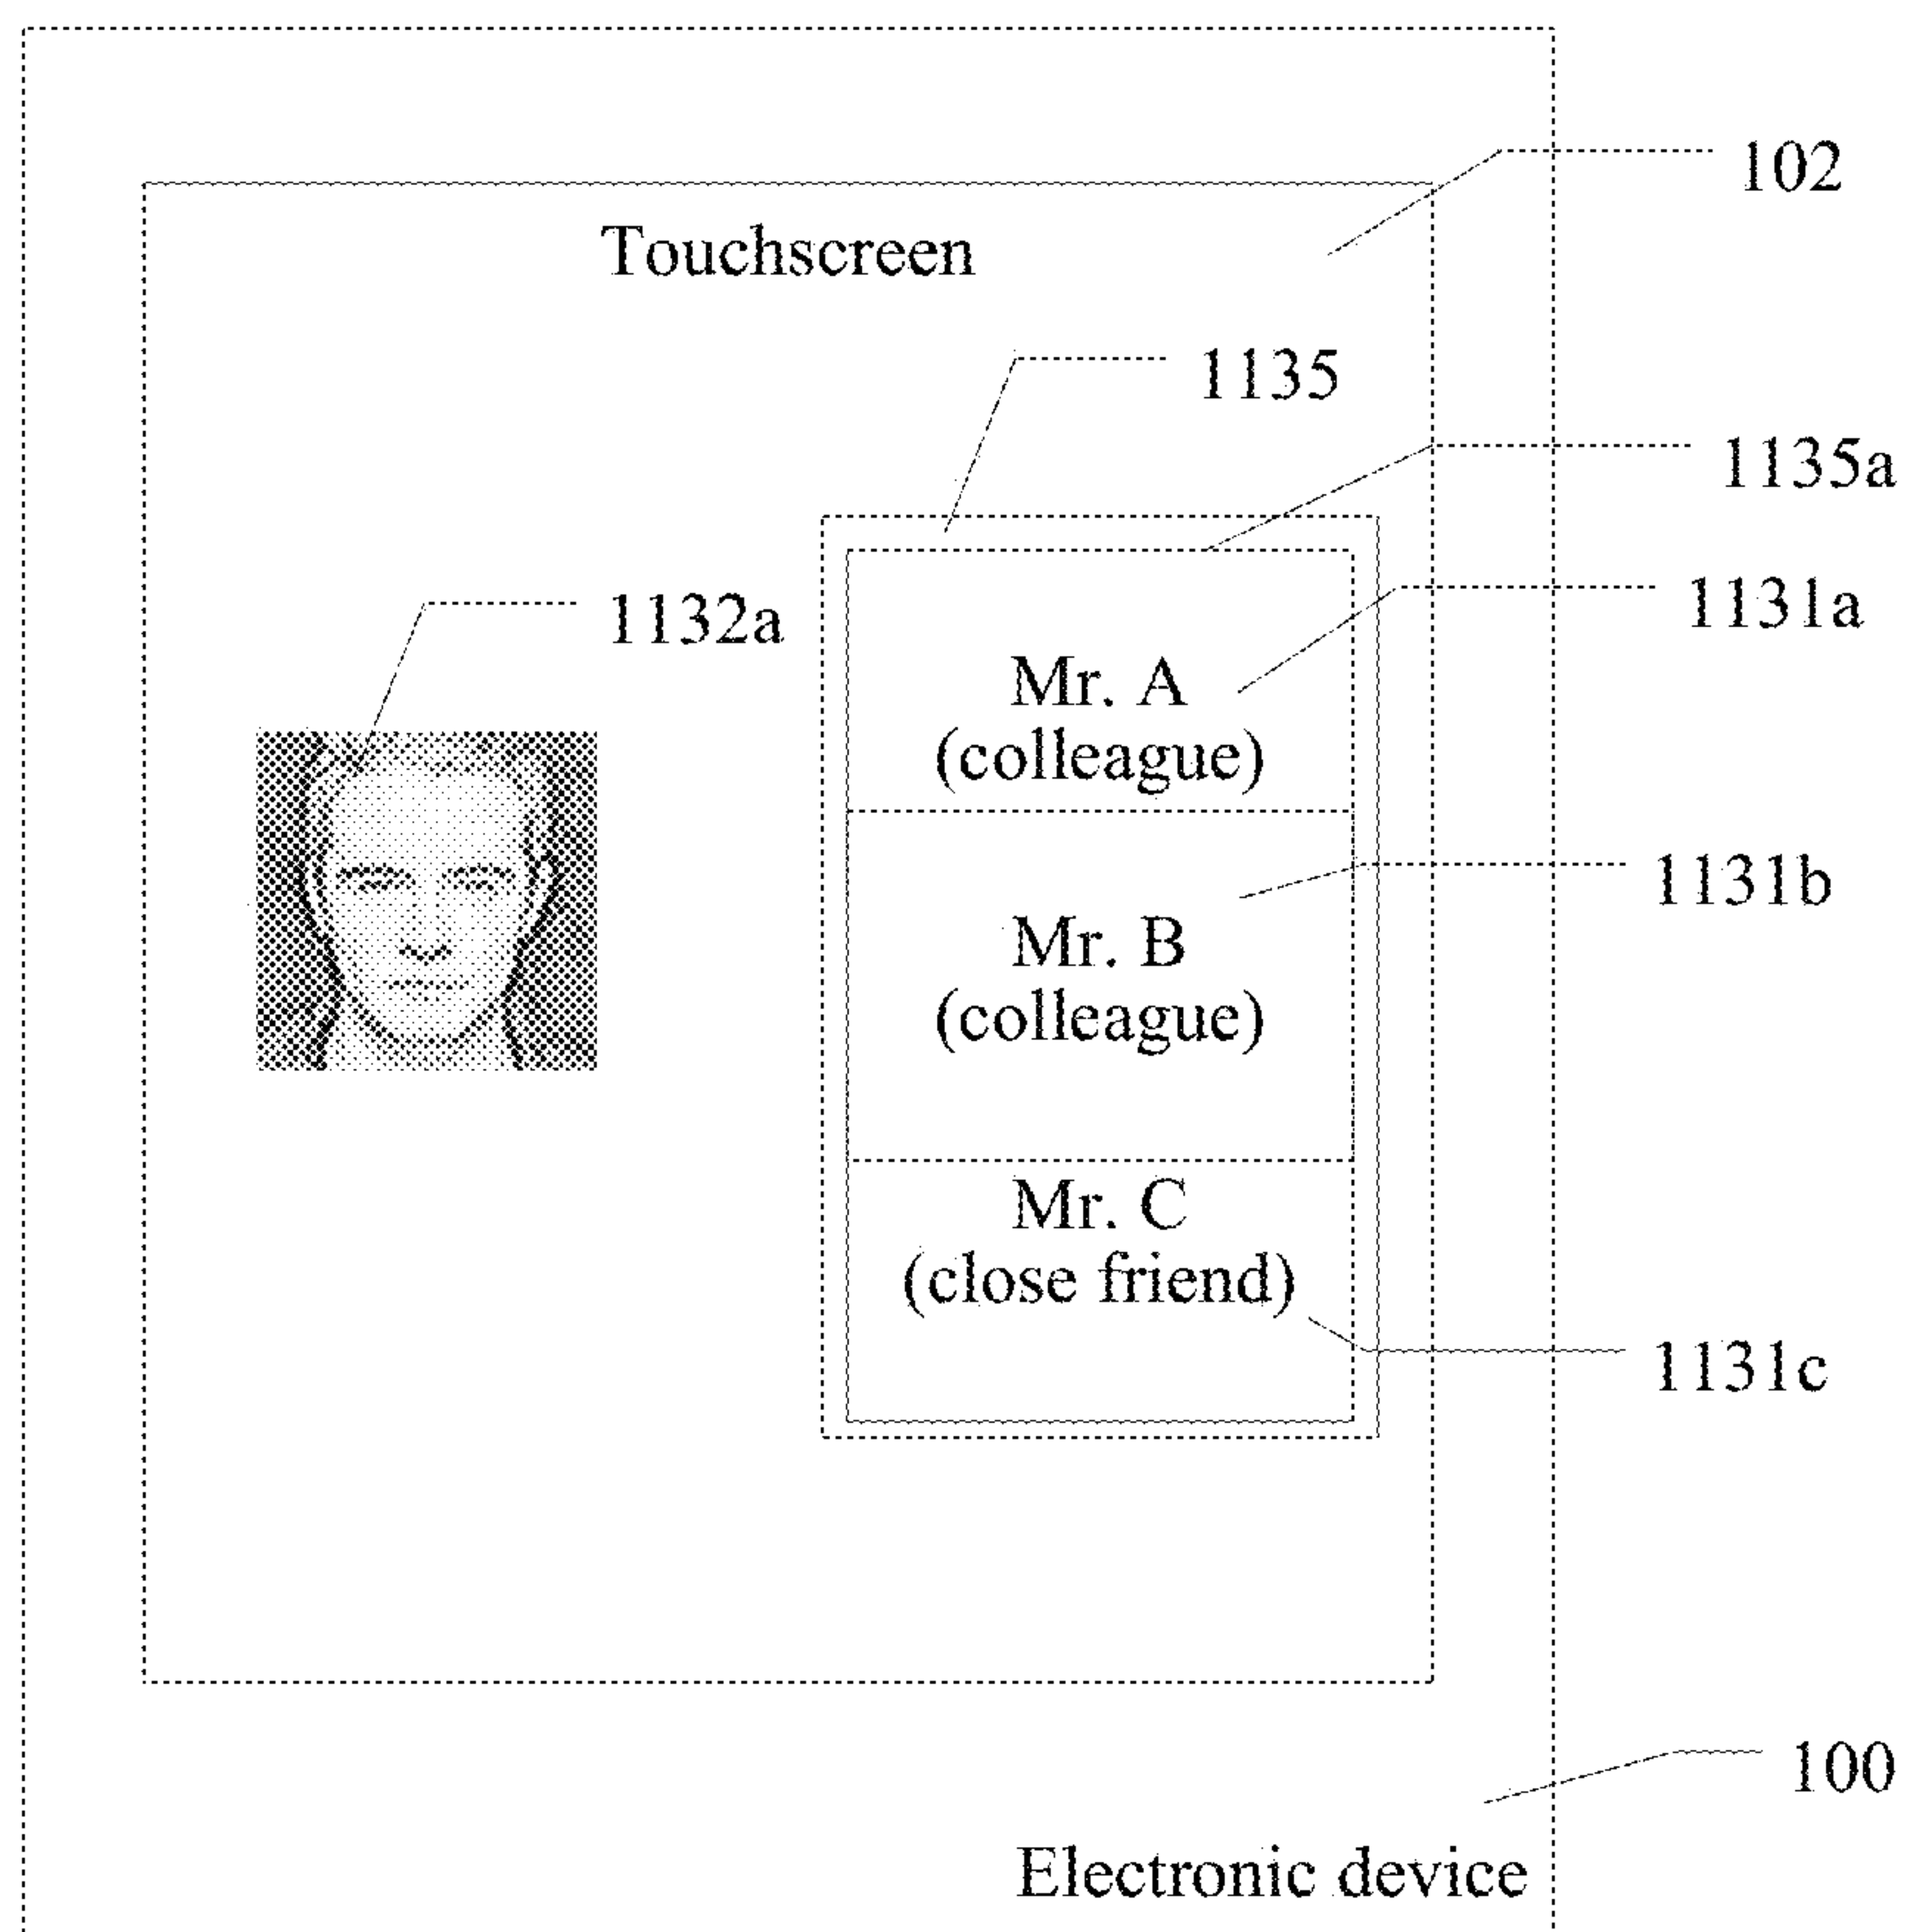 102
Touchscreen
1135
1135a
1131a
1132a
Mr. A
(colleague)
1131b
Mr. B
(colleague)
Mr. C
(close friend)
1131c
100
Electronic device